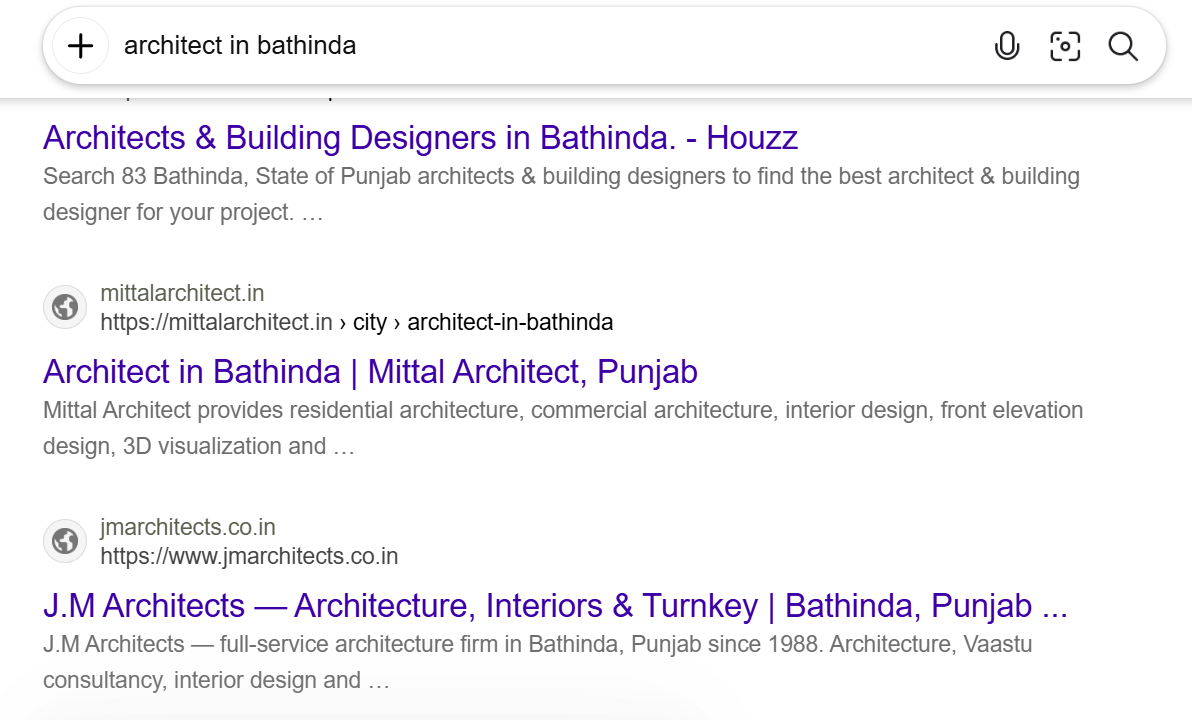 architect in bathinda
Architects & Building Designers in Bathinda. - Houzz
Search 83 Bathinda, State of Punjab architects & building designers to find the best architect & building
designer for your project. …
mittalarchitect.in
https://mittalarchitect.in › city › architect-in-bathinda
Architect in Bathinda | Mittal Architect, Punjab
Mittal Architect provides residential architecture, commercial architecture, interior design, front elevation
design, 3D visualization and …
jmarchitects.co.in
https://www.jmarchitects.co.in
J.M Architects — Architecture, Interiors & Turnkey | Bathinda, Punjab ...
J.M Architects — full-service architecture firm in Bathinda, Punjab since 1988. Architecture, Vaastu
consultancy, interior design and …